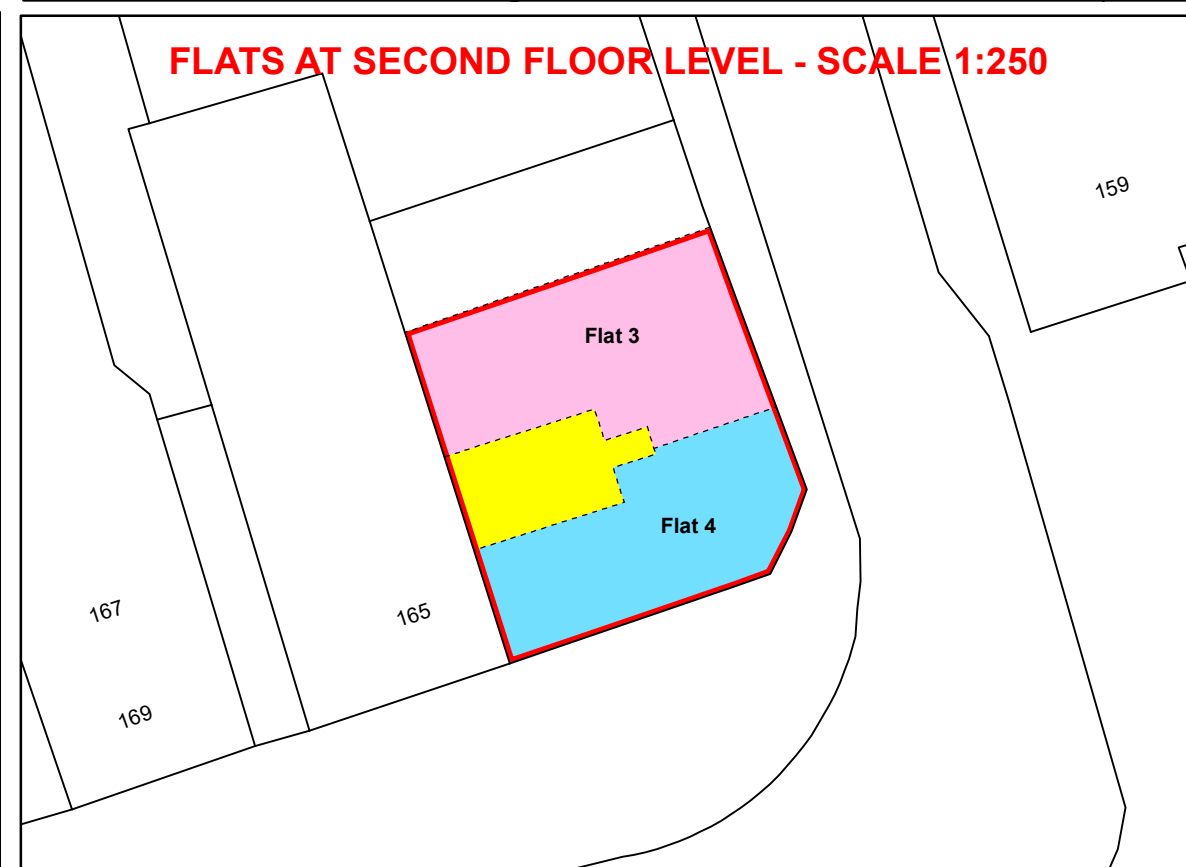 FLATS AT SECOND FLOOR LEVEL - SCALE 1:250
159
Flat 3
Flat 4
167
165
169